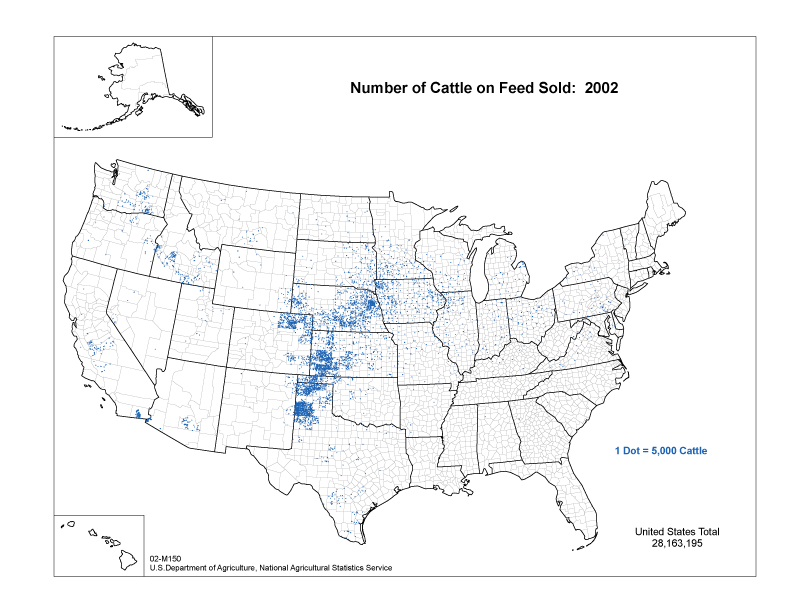 Number of Cattle on Feed Sold: 2002
1 Dot = 5,000 Cattle
United States Total
28,163,195
02-M150
U.S.Department of Agriculture, National Agricultural Statistics Service